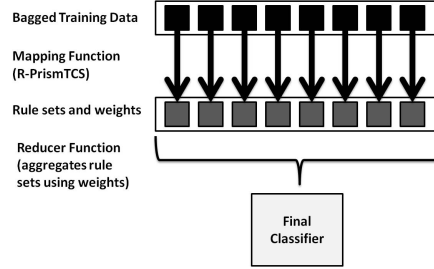 Bagged Training Data
Mapping Function
(R-PrismTCS)
Rule sets and weights
Reducer Function
(aggregates rule
sets using weights)
Final
Classifier